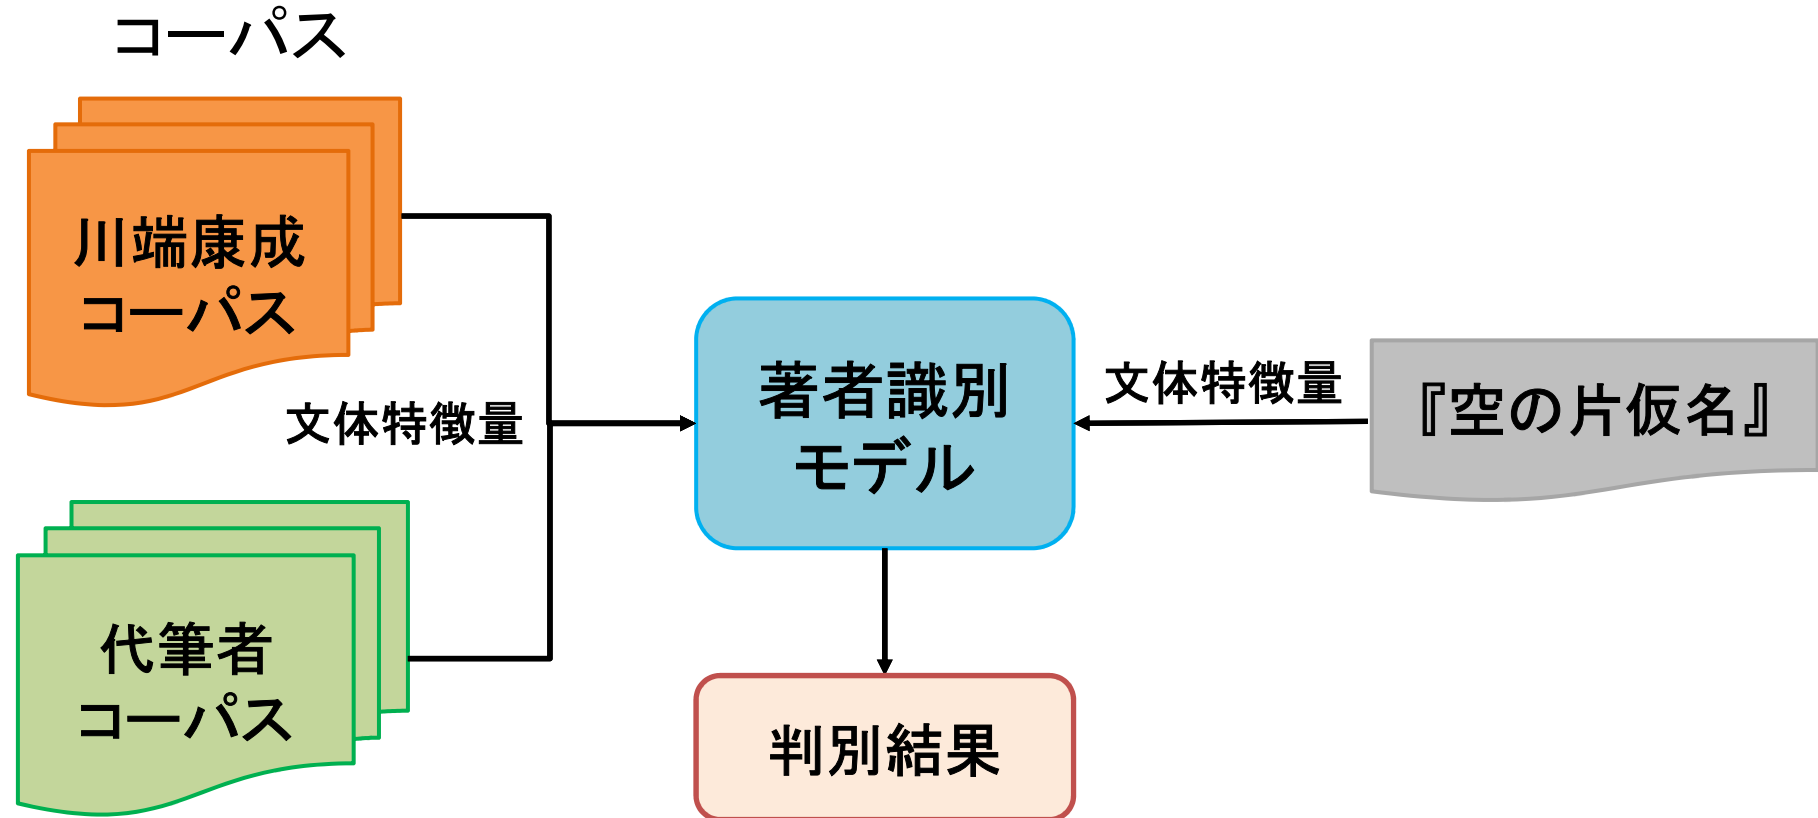 コーパス
川端康成
コーパス
文体特徴量
代筆者
コーパス
著者識別
モデル
文体特徴量
『空の片仮名』
判別結果